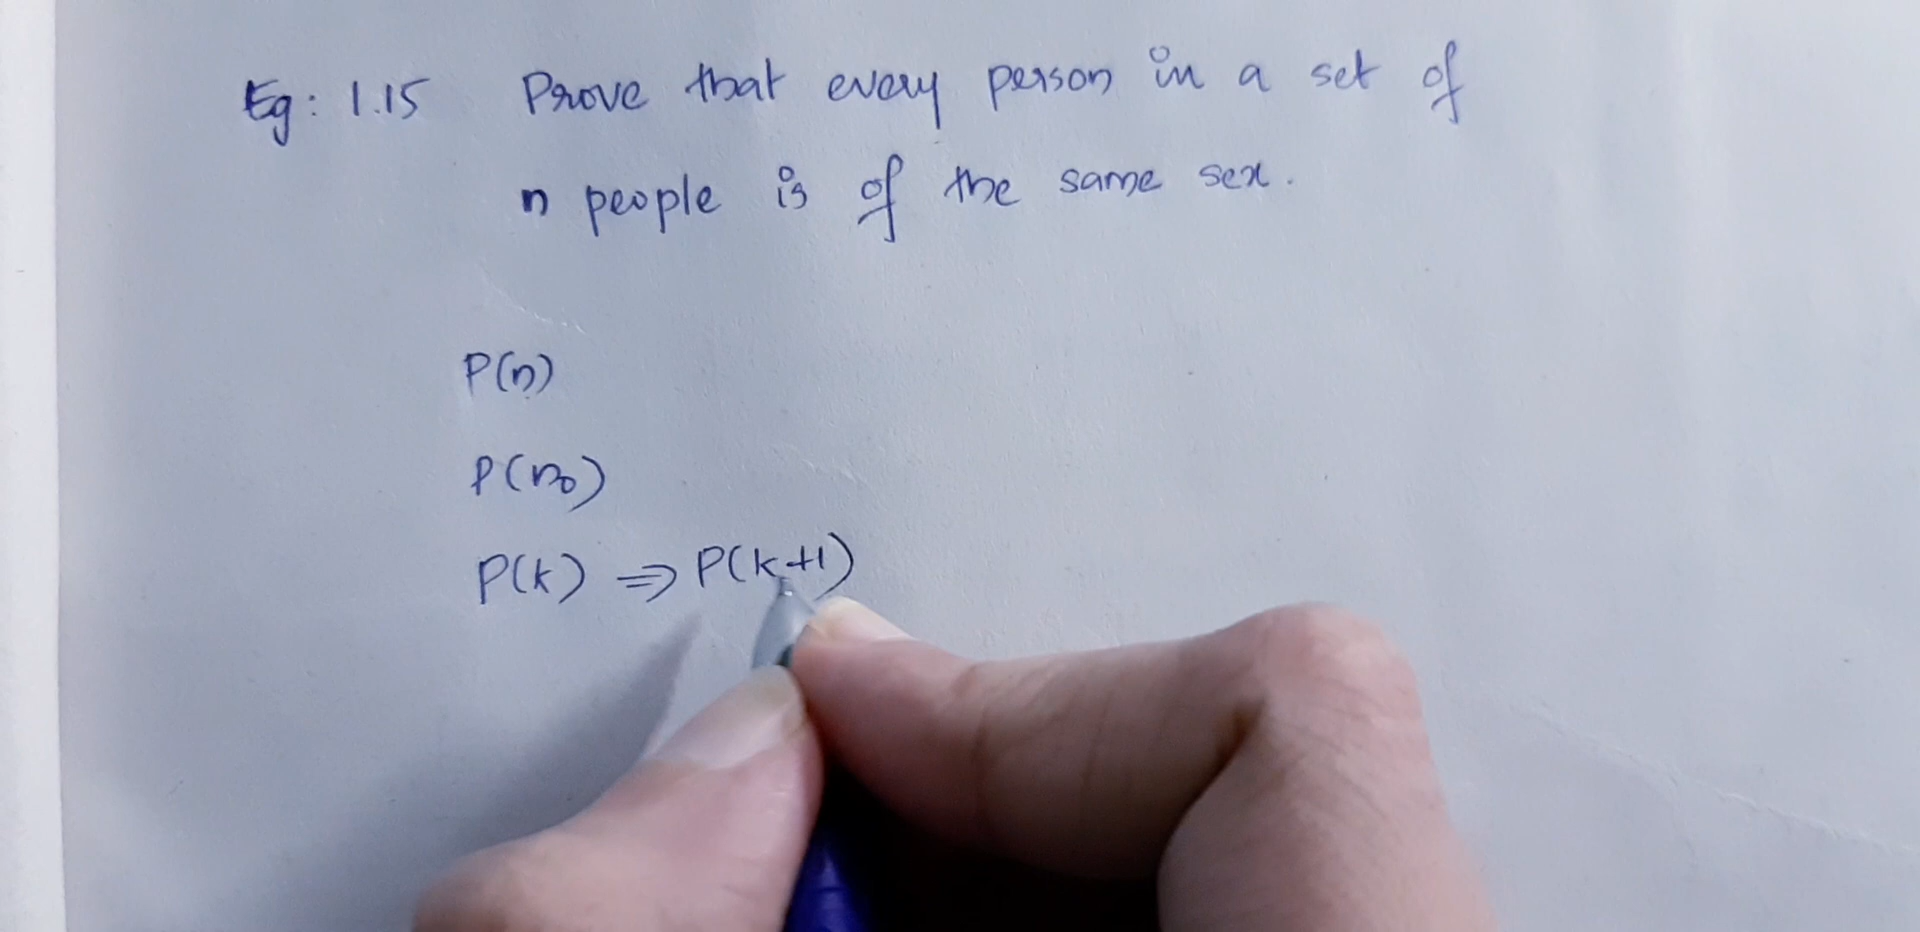 Eg: 1.15 Prove that every person in a set of
n people is of the same sex.
P(n)
P(n₀)
P(k) ⇒ P(k+1)